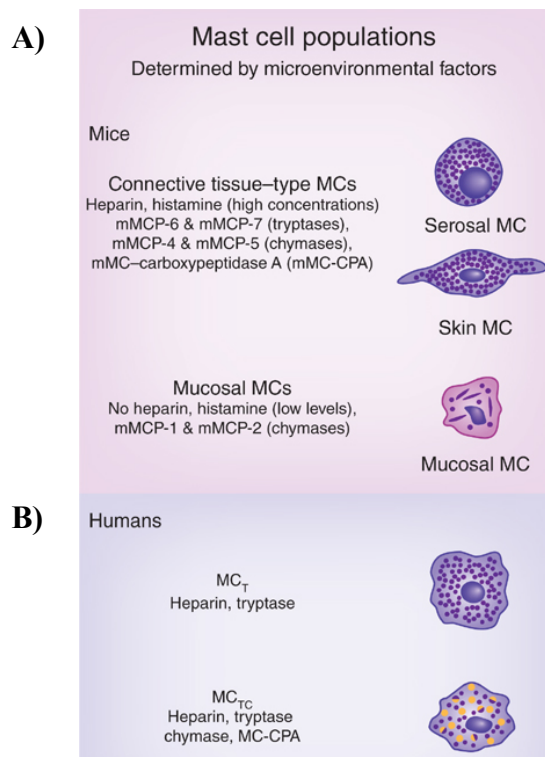 A)
Mast cell populations
Determined by microenvironmental factors
Mice
Connective tissue–type MCs
Heparin, histamine (high concentrations)
mMCP-6 & mMCP-7 (tryptases),
mMCP-4 & mMCP-5 (chymases),
mMC–carboxypeptidase A (mMC-CPA)
Serosal MC
Skin MC
Mucosal MCs
No heparin, histamine (low levels),
mMCP-1 & mMCP-2 (chymases)
Mucosal MC
B)
Humans
MC_T
Heparin, tryptase
MC_TC
Heparin, tryptase
chymase, MC-CPA